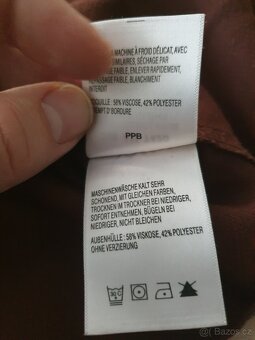 MACHINE À FROID DÉLICAT, AVEC
SIMILAIRES, SÉCHAGE PAR
FAIBLE, ENLEVER RAPIDEMENT,
FAIBLE, BLANCHIMENT
INTERDIT
58% VISCOSE, 42% POLYESTER
D'BORDURE
PPB
MASCHINENWÄSCHE KALT SEHR
SCHONEND, MIT GLEICHEN FARBEN,
TROCKNEN IM TROCKNER BEI NIEDRIGER,
SOFORT ENTNEHMEN, BÜGELN BEI
NIEDRIGER, NICHT BLEICHEN
AUßENHÜLLE: 58% VISKOSE, 42% POLYESTER
OHNE VERZIERUNG
30°C
bazos.cz